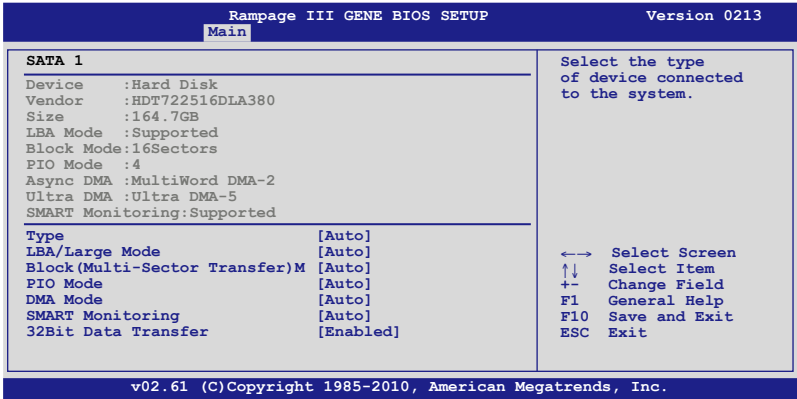 Rampage III GENE BIOS SETUP Version 0213
Main
SATA 1
Device :Hard Disk
Vendor :HDT722516DLA380
Size :164.7GB
LBA Mode :Supported
Block Mode:16Sectors
PIO Mode :4
Async DMA :MultiWord DMA-2
Ultra DMA :Ultra DMA-5
SMART Monitoring:Supported
Type [Auto]
LBA/Large Mode [Auto]
Block(Multi-Sector Transfer)M [Auto]
PIO Mode [Auto]
DMA Mode [Auto]
SMART Monitoring [Auto]
32Bit Data Transfer [Enabled]
Select the type
of device connected
to the system.
←→ Select Screen
↑↓ Select Item
+- Change Field
F1 General Help
F10 Save and Exit
ESC Exit
v02.61 (C)Copyright 1985-2010, American Megatrends, Inc.